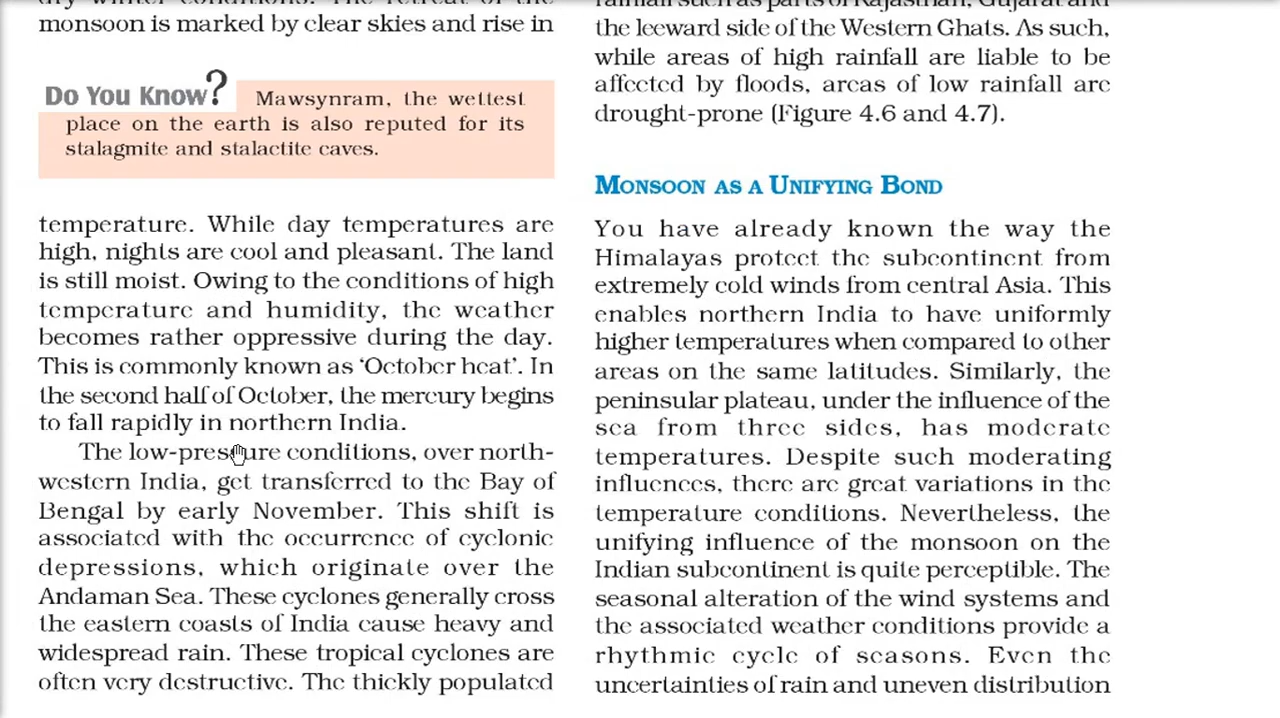 monsoon is marked by clear skies and rise in
Do You Know?
Mawsynram, the wettest
place on the earth is also reputed for its
stalagmite and stalactite caves.
temperature. While day temperatures are
high, nights are cool and pleasant. The land
is still moist. Owing to the conditions of high
temperature and humidity, the weather
becomes rather oppressive during the day.
This is commonly known as ‘October heat’. In
the second half of October, the mercury begins
to fall rapidly in northern India.
The low-pressure conditions, over north-
western India, get transferred to the Bay of
Bengal by early November. This shift is
associated with the occurrence of cyclonic
depressions, which originate over the
Andaman Sea. These cyclones generally cross
the eastern coasts of India cause heavy and
widespread rain. These tropical cyclones are
often very destructive. The thickly populated
rainfall such as parts of Rajasthan, Gujarat and
the leeward side of the Western Ghats. As such,
while areas of high rainfall are liable to be
affected by floods, areas of low rainfall are
drought-prone (Figure 4.6 and 4.7).
MONSOON AS A UNIFYING BOND
You have already known the way the
Himalayas protect the subcontinent from
extremely cold winds from central Asia. This
enables northern India to have uniformly
higher temperatures when compared to other
areas on the same latitudes. Similarly, the
peninsular plateau, under the influence of the
sea from three sides, has moderate
temperatures. Despite such moderating
influences, there are great variations in the
temperature conditions. Nevertheless, the
unifying influence of the monsoon on the
Indian subcontinent is quite perceptible. The
seasonal alteration of the wind systems and
the associated weather conditions provide a
rhythmic cycle of seasons. Even the
uncertainties of rain and uneven distribution